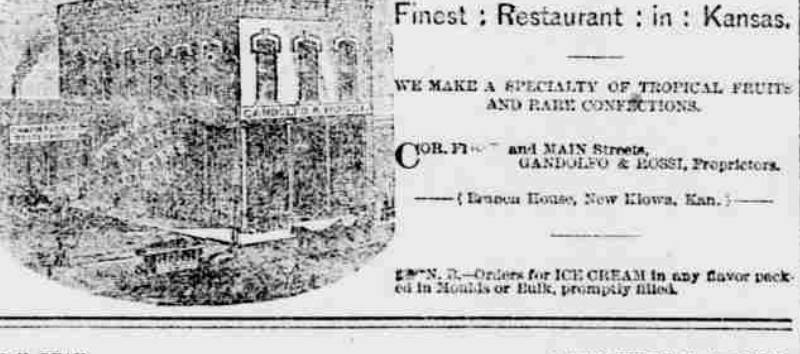 Finest : Restaurant : in : Kansas.
WE MAKE A SPECIALTY OF TROPICAL FRUITS
AND RARE CONFECTIONS.
COR. and MAIN Streets,
GANDOLFO & ROSSI, Proprietors.
(Branch House, New Kiowa, Kan.)
N. B.—Orders for ICE CREAM in any flavor pack-
ed in Moulds or Bulk, promptly filled.